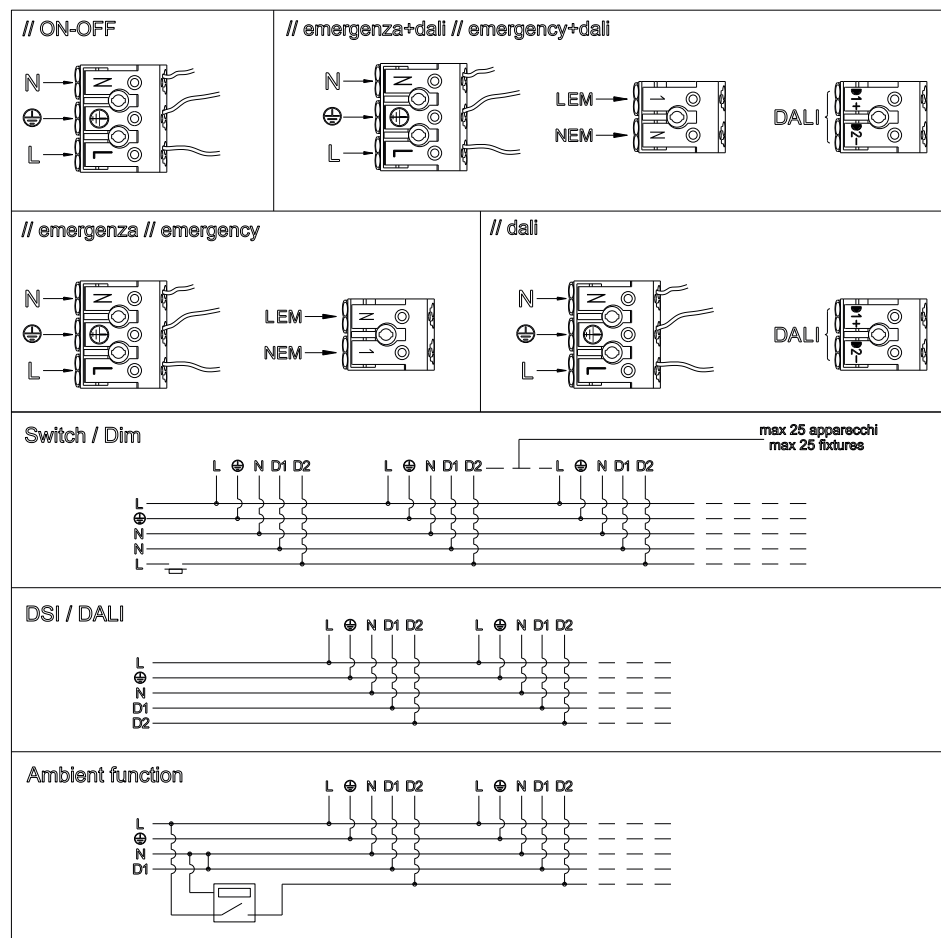 // ON-OFF
N
⏚
L
N
⏚
L
// emergenza+dali // emergency+dali
N
⏚
L
N
⏚
L
LEM
NEM
1
N
DALI
D1+
D2-
// emergenza // emergency
N
⏚
L
N
⏚
L
LEM
NEM
N
1
// dali
N
⏚
L
N
⏚
L
DALI
D1+
D2-
Switch / Dim
max 25 apparecchi
max 25 fixtures
L ⏚ N D1 D2 L ⏚ N D1 D2 L ⏚ N D1 D2
L
⏚
N
N
L
DSI / DALI
L ⏚ N D1 D2 L ⏚ N D1 D2
L
⏚
N
D1
D2
Ambient function
L ⏚ N D1 D2 L ⏚ N D1 D2
L
⏚
N
D1